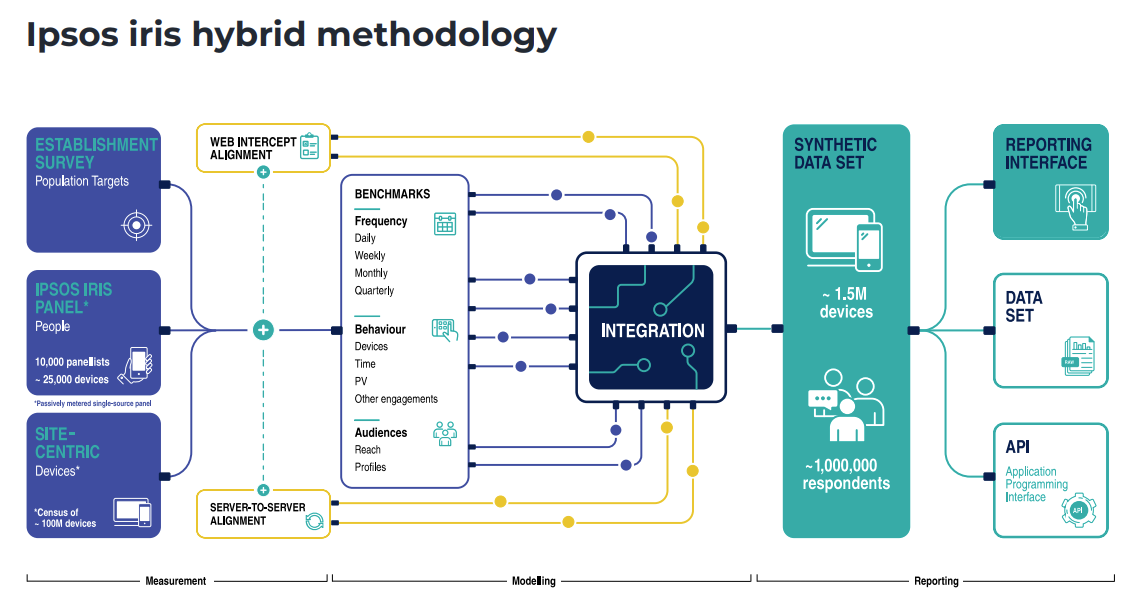 Ipsos iris hybrid methodology
ESTABLISHMENT
SURVEY
Population Targets
IPSOS IRIS
PANEL*
People
10,000 panellists
~ 25,000 devices
*Passively metered single-source panel
SITE-
CENTRIC
Devices*
*Census of
~ 100M devices
WEB INTERCEPT
ALIGNMENT
SERVER-TO-SERVER
ALIGNMENT
BENCHMARKS
Frequency
Daily
Weekly
Monthly
Quarterly
Behaviour
Devices
Time
PV
Other engagements
Audiences
Reach
Profiles
INTEGRATION
SYNTHETIC
DATA SET
~ 1.5M
devices
~1,000,000
respondents
REPORTING
INTERFACE
DATA
SET
RAW
API
Application
Programming
Interface
API
Measurement
Modelling
Reporting